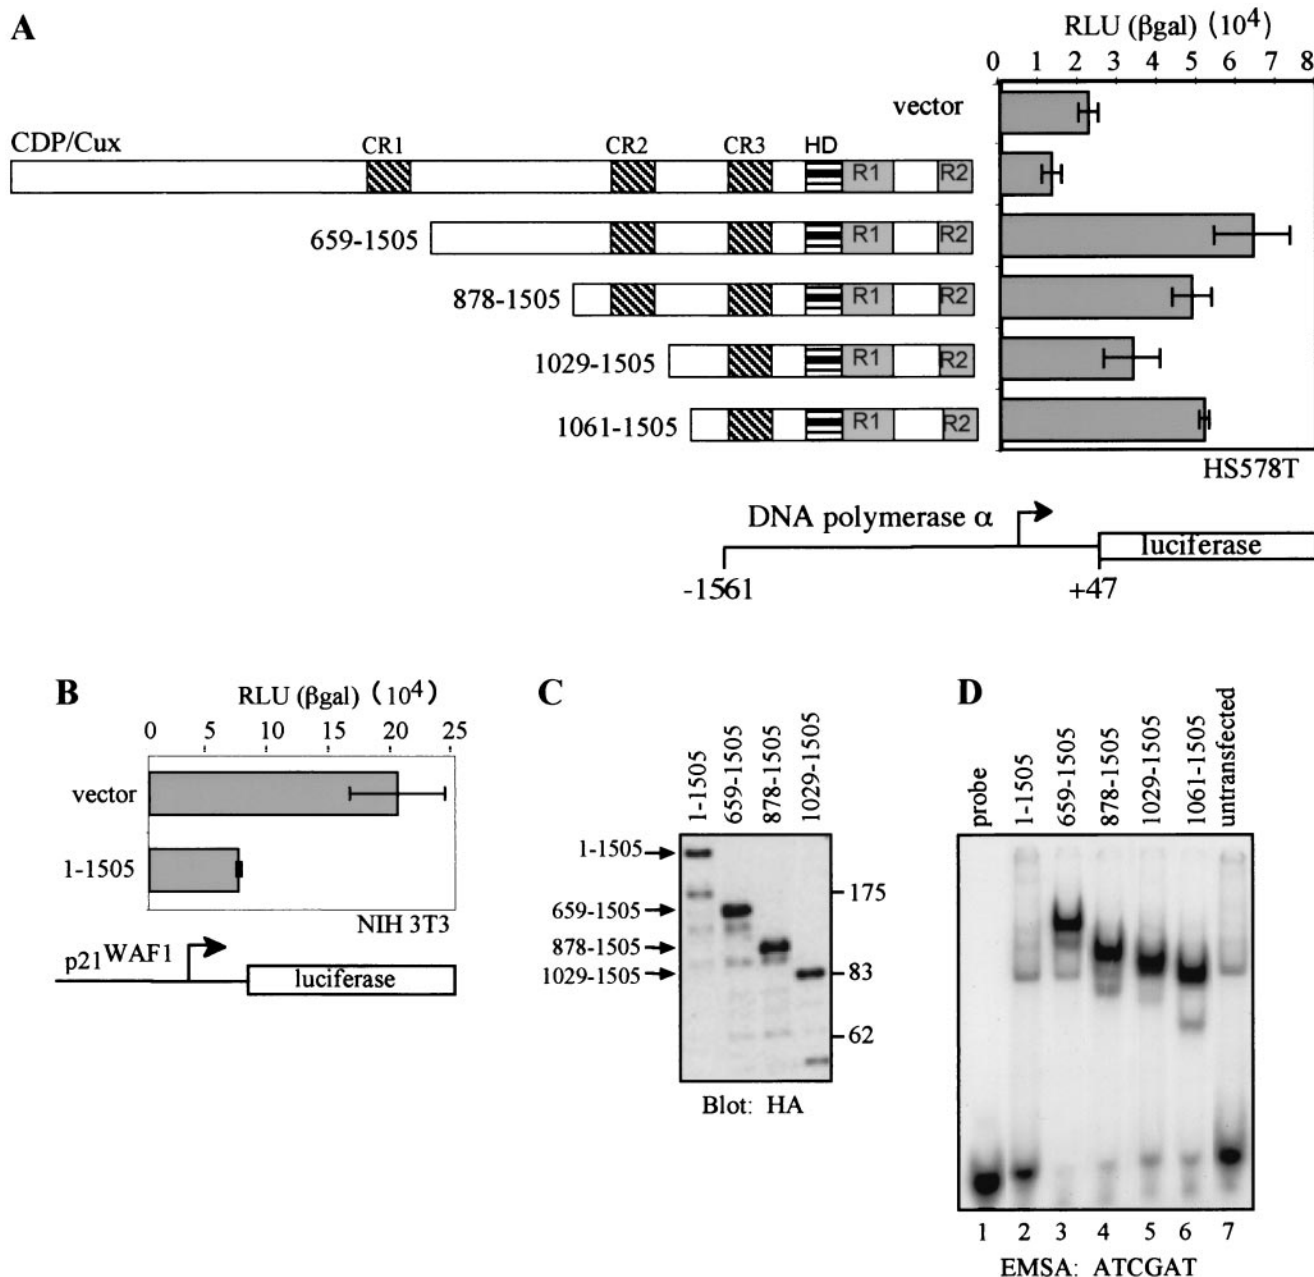 A
RLU (βgal) (10⁴)
0 1 2 3 4 5 6 7 8
vector
CDP/Cux CR1 CR2 CR3 HD
R1 R2
659-1505 R1 R2
878-1505 R1 R2
1029-1505 R1 R2
1061-1505 R1 R2
HS578T
DNA polymerase α
luciferase
-1561 +47
B
RLU (βgal) (10⁴)
0 5 10 15 20 25
vector
1-1505
NIH 3T3
p21WAF1
luciferase
C
1-1505 659-1505 878-1505 1029-1505
1-1505
175
659-1505
878-1505
1029-1505 83
62
Blot: HA
D
probe 1-1505 659-1505 878-1505 1029-1505 1061-1505 untransfected
1 2 3 4 5 6 7
EMSA: ATCGAT